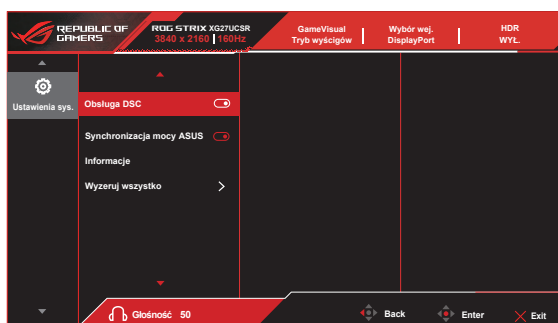 REPUBLIC OF
GAMERS
ROG STRIX XG27UCSR
3840 x 2160 160Hz
GameVisual
Tryb wyścigów
Wybór wej.
DisplayPort
HDR
WYŁ.
Ustawienia sys.
Obsługa DSC
Synchronizacja mocy ASUS
Informacje
Wyzeruj wszystko
Głośność 50
Back
Enter
Exit